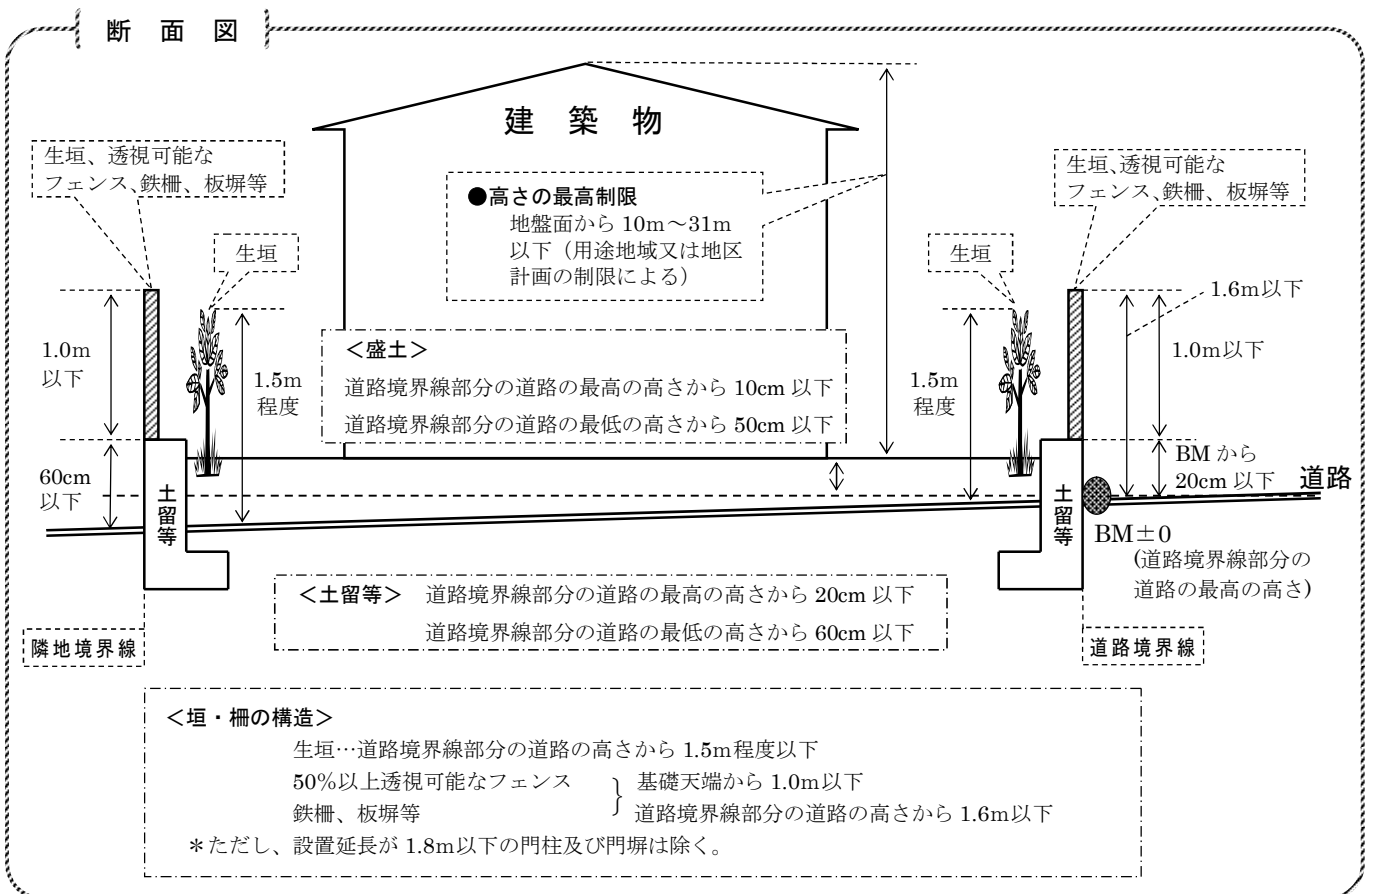 断 面 図
建 築 物
生垣、透視可能な
フェンス、鉄柵、板塀等
生垣、透視可能な
フェンス、鉄柵、板塀等
●高さの最高制限
地盤面から 10m～31m
以下（用途地域又は地区
計画の制限による）
生垣
生垣
1.6m以下
1.0m
以下
1.5m
程度
＜盛土＞
道路境界線部分の道路の最高の高さから 10cm 以下
道路境界線部分の道路の最低の高さから 50cm 以下
1.5m
程度
1.0m以下
60cm
以下
土留等
土留等
BM から
20cm 以下
道路
BM±0
(道路境界線部分の
道路の最高の高さ)
＜土留等＞ 道路境界線部分の道路の最高の高さから 20cm 以下
道路境界線部分の道路の最低の高さから 60cm 以下
隣地境界線
道路境界線
＜垣・柵の構造＞
生垣…道路境界線部分の道路の高さから 1.5m程度以下
50%以上透視可能なフェンス } 基礎天端から 1.0m以下
鉄柵、板塀等 道路境界線部分の道路の高さから 1.6m以下
＊ただし、設置延長が 1.8m以下の門柱及び門塀は除く。